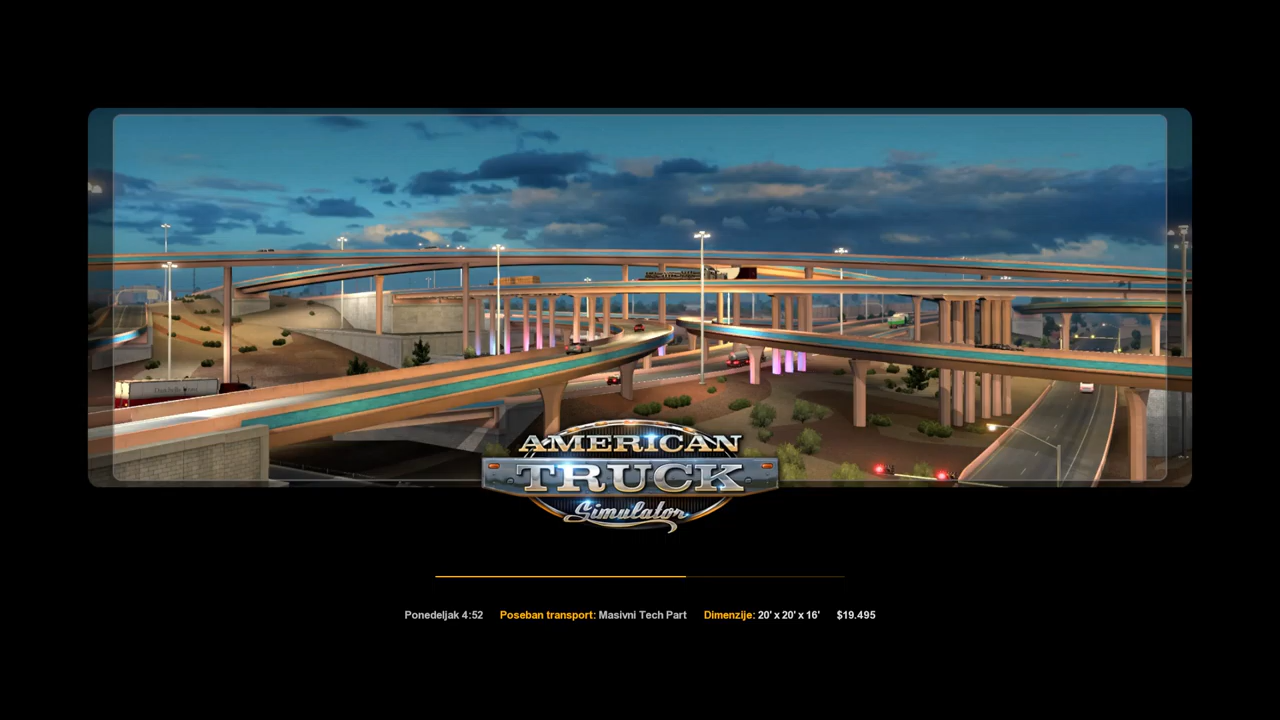 AMERICAN
TRUCK
Simulator
Ponedeljak 4:52 Poseban transport: Masivni Tech Part Dimenzije: 20' x 20' x 16' $19.495